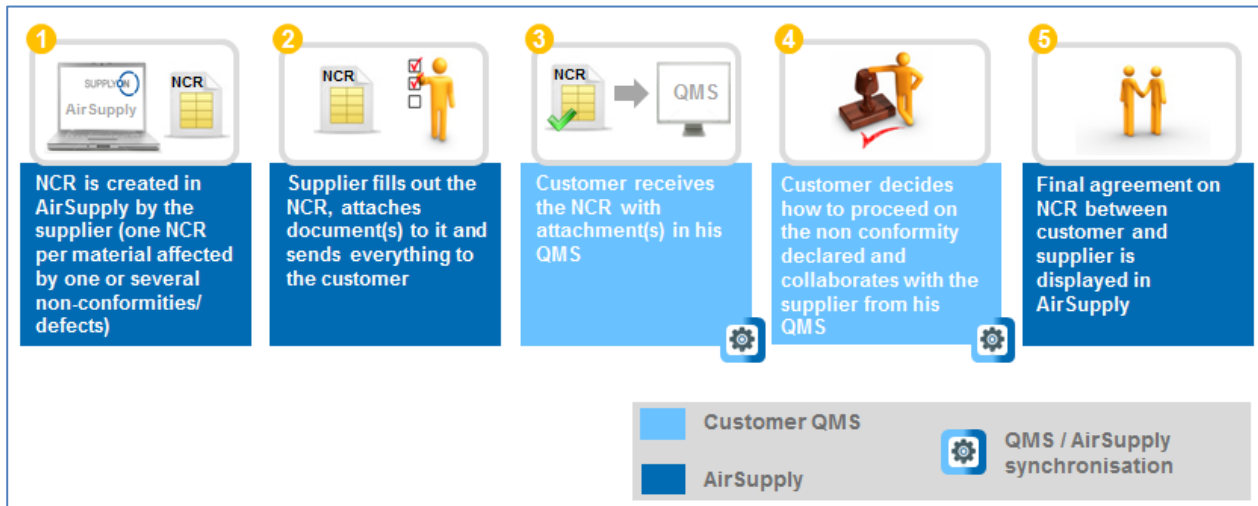 1
2
3
4
5
SUPPLYON
AirSupply
NCR
NCR
NCR
QMS
NCR is created in
AirSupply by the
supplier (one NCR
per material affected
by one or several
non-conformities/
defects)
Supplier fills out the
NCR, attaches
document(s) to it and
sends everything to
the customer
Customer receives
the NCR with
attachment(s) in his
QMS
Customer decides
how to proceed on
the non conformity
declared and
collaborates with the
supplier from his
QMS
Final agreement on
NCR between
customer and
supplier is
displayed in
AirSupply
Customer QMS
AirSupply
QMS / AirSupply
synchronisation